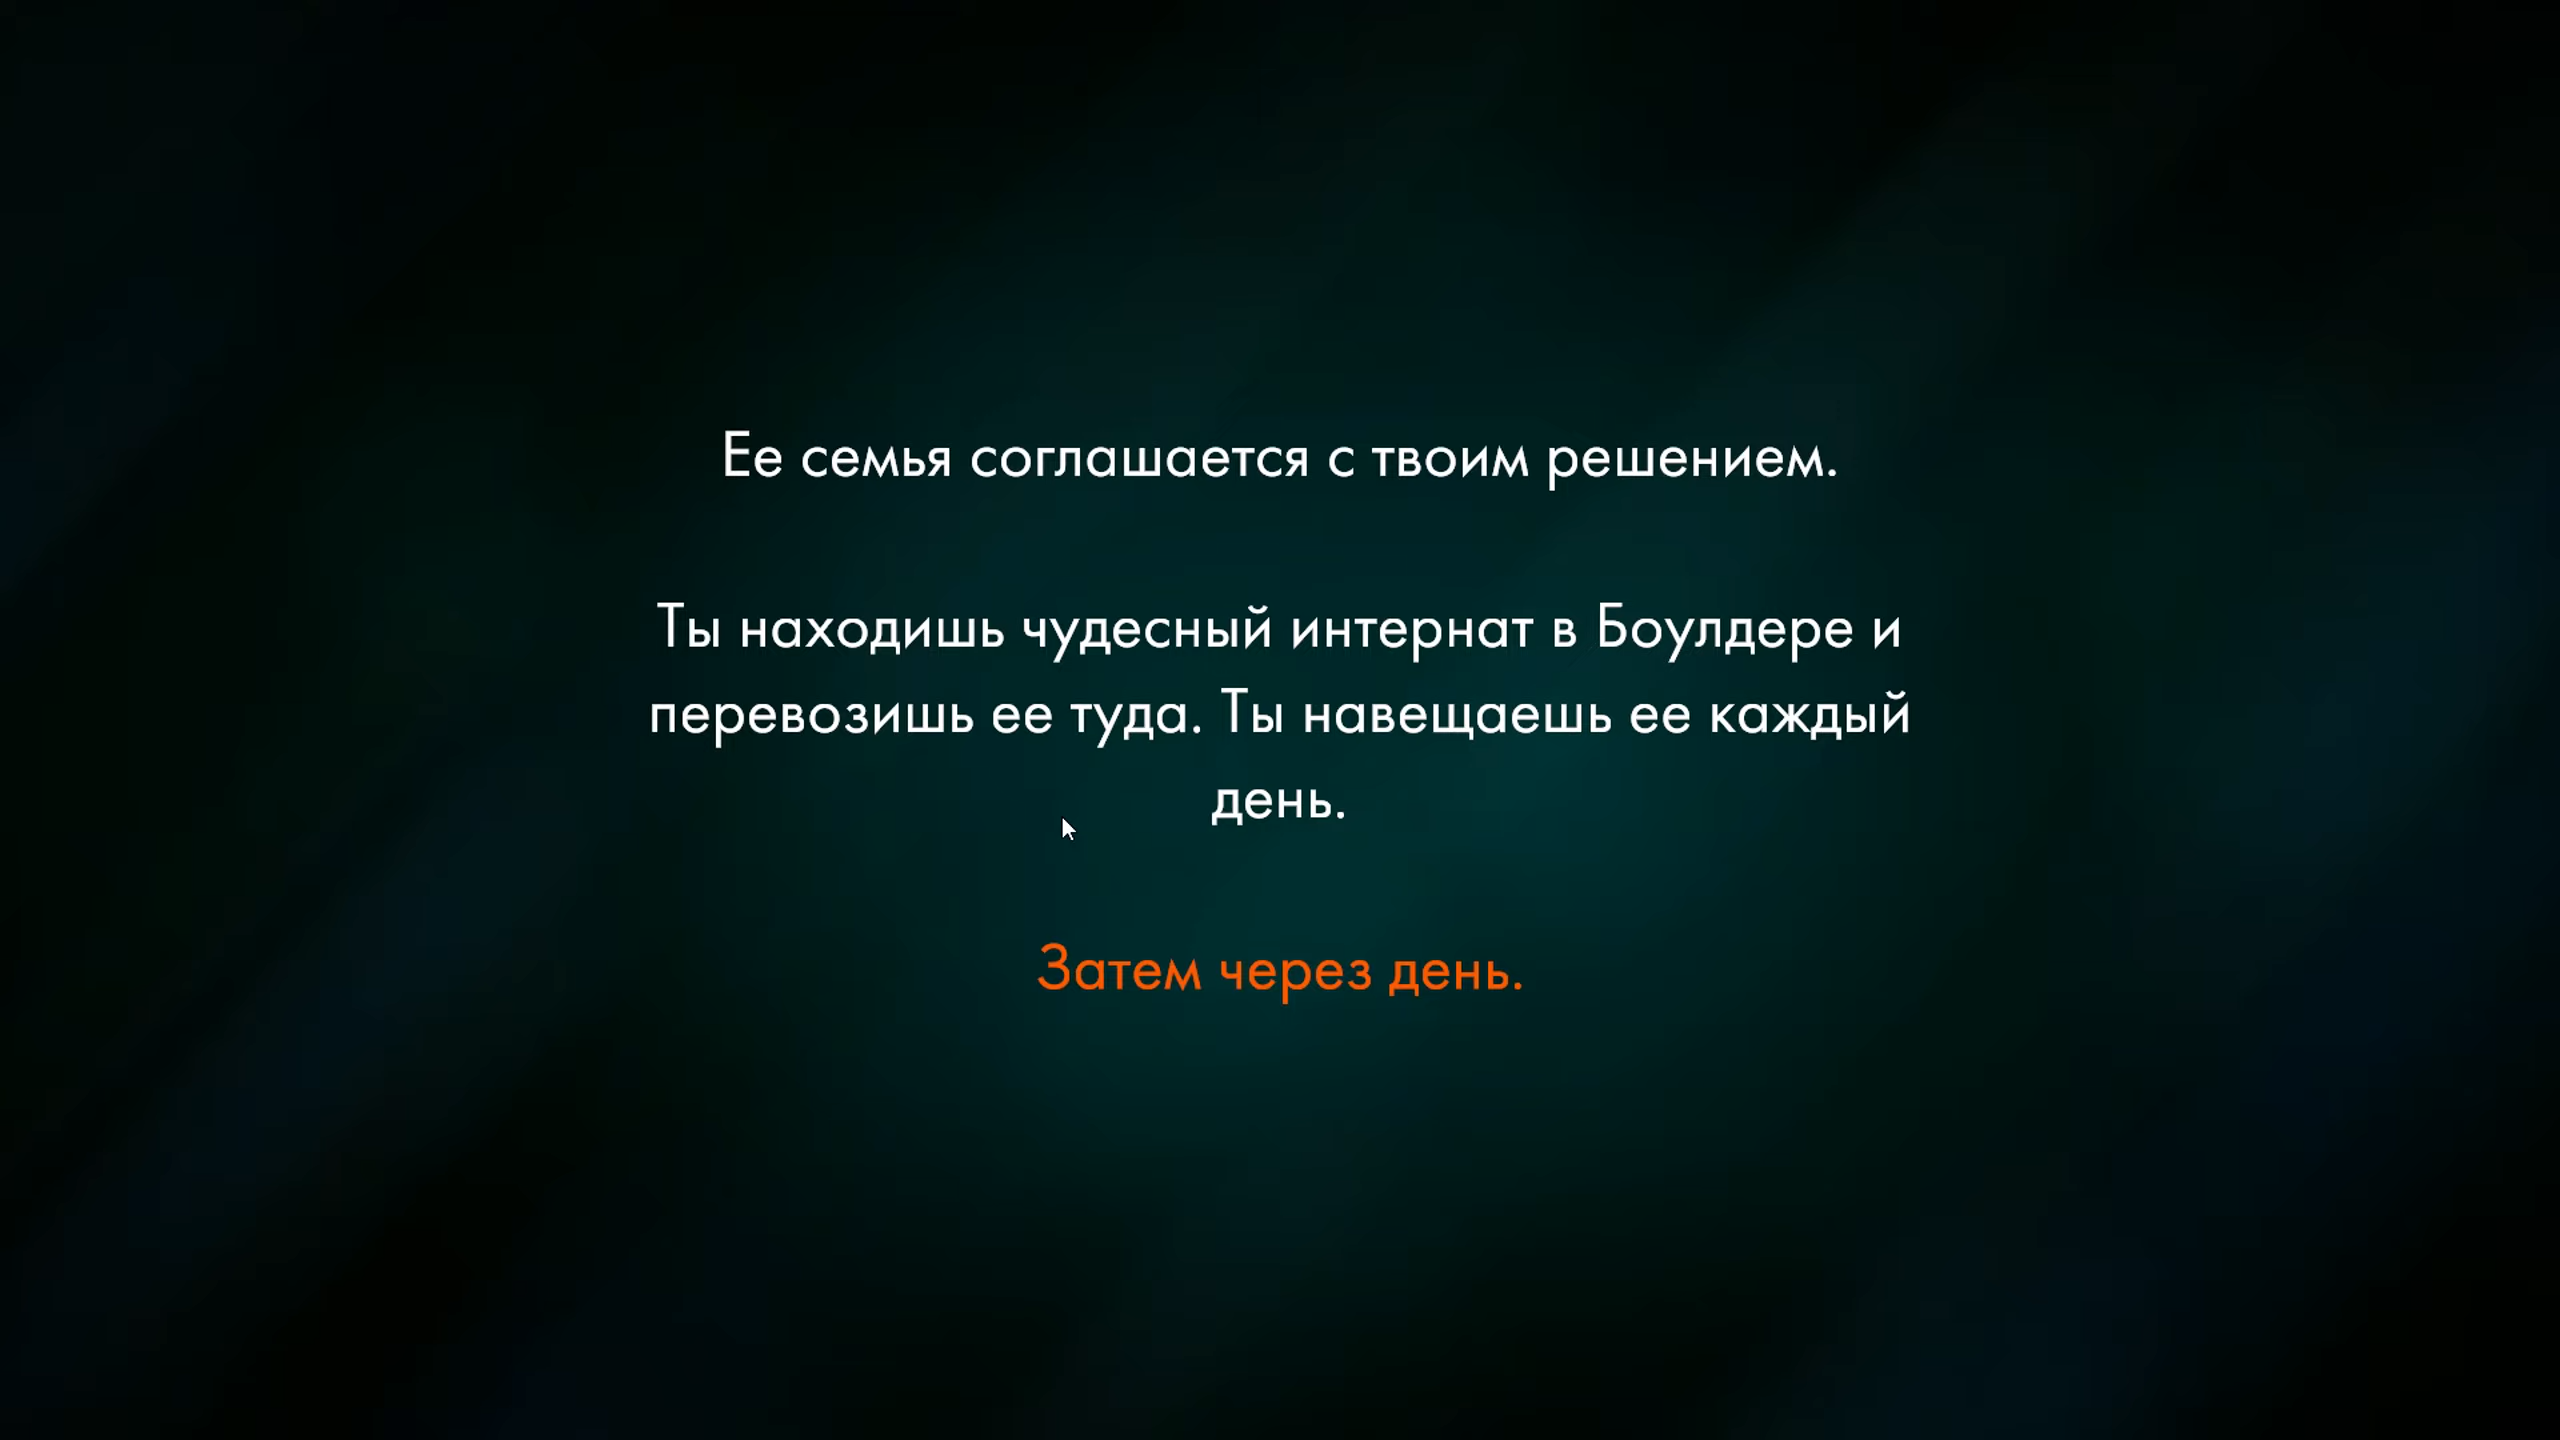 Ее семья соглашается с твоим решением.
Ты находишь чудесный интернат в Боулдере и
перевозишь ее туда. Ты навещаешь ее каждый
день.
Затем через день.